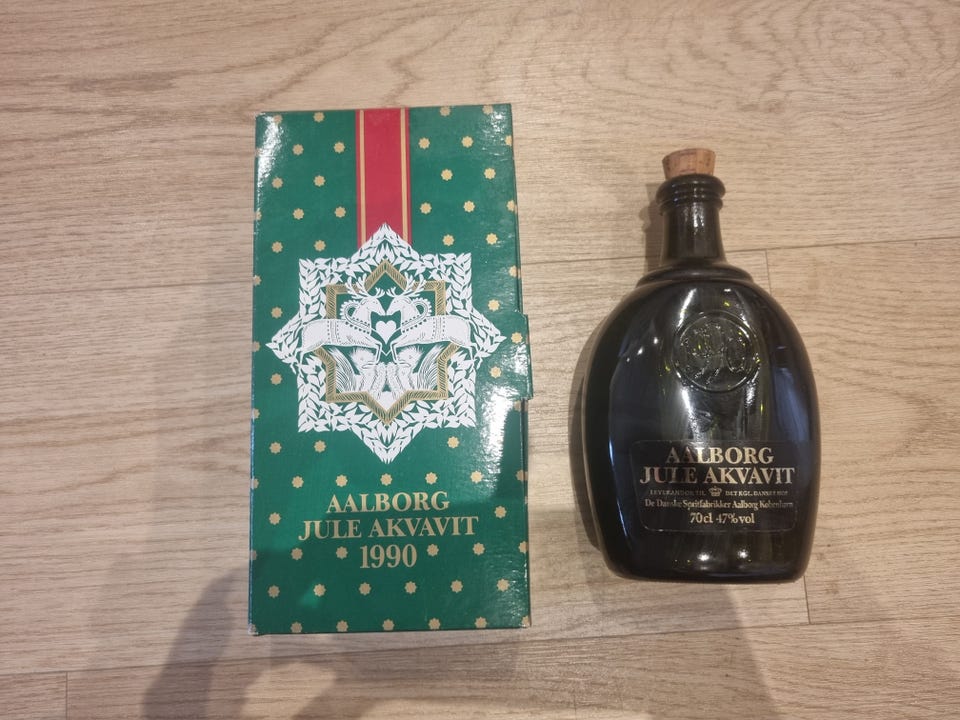 AALBORG
JULE AKVAVIT
1990
AALBORG
JULE AKVAVIT
LEVERANDØR TIL DET KGL. DANSKE HOF
De Danske Spritfabrikker Aalborg København
70cl 47% vol